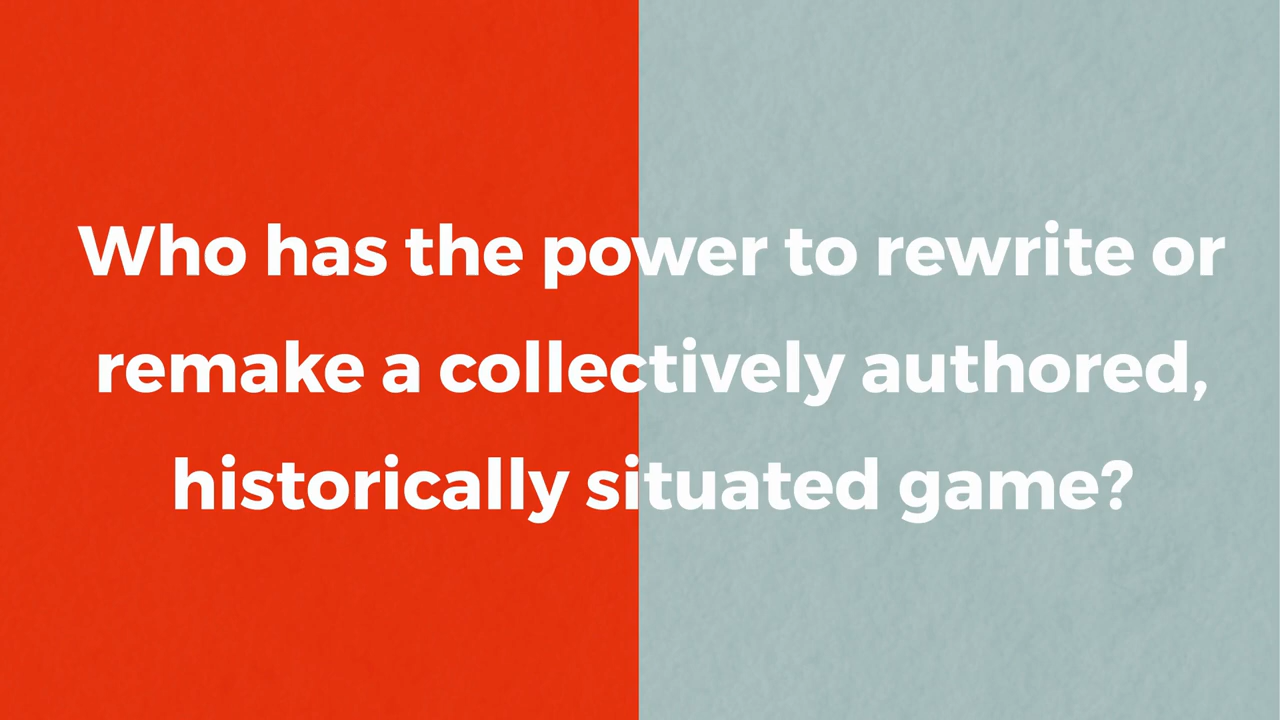 Who has the power to rewrite or
remake a collectively authored,
historically situated game?